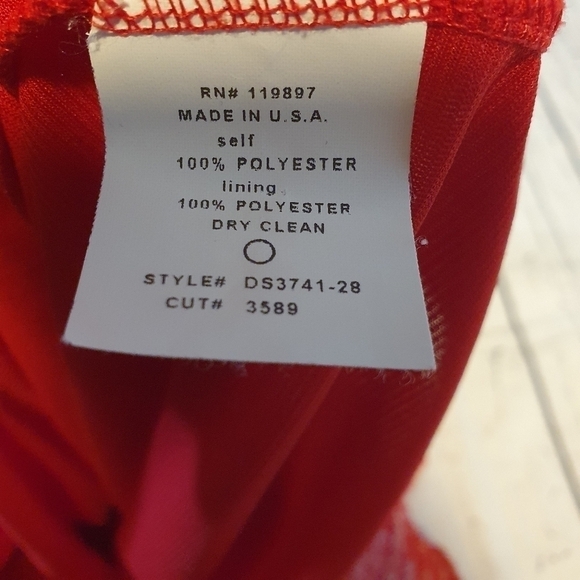 RN# 119897
MADE IN U.S.A.
self
100% POLYESTER
lining
100% POLYESTER
DRY CLEAN
STYLE# DS3741-28
CUT# 3589